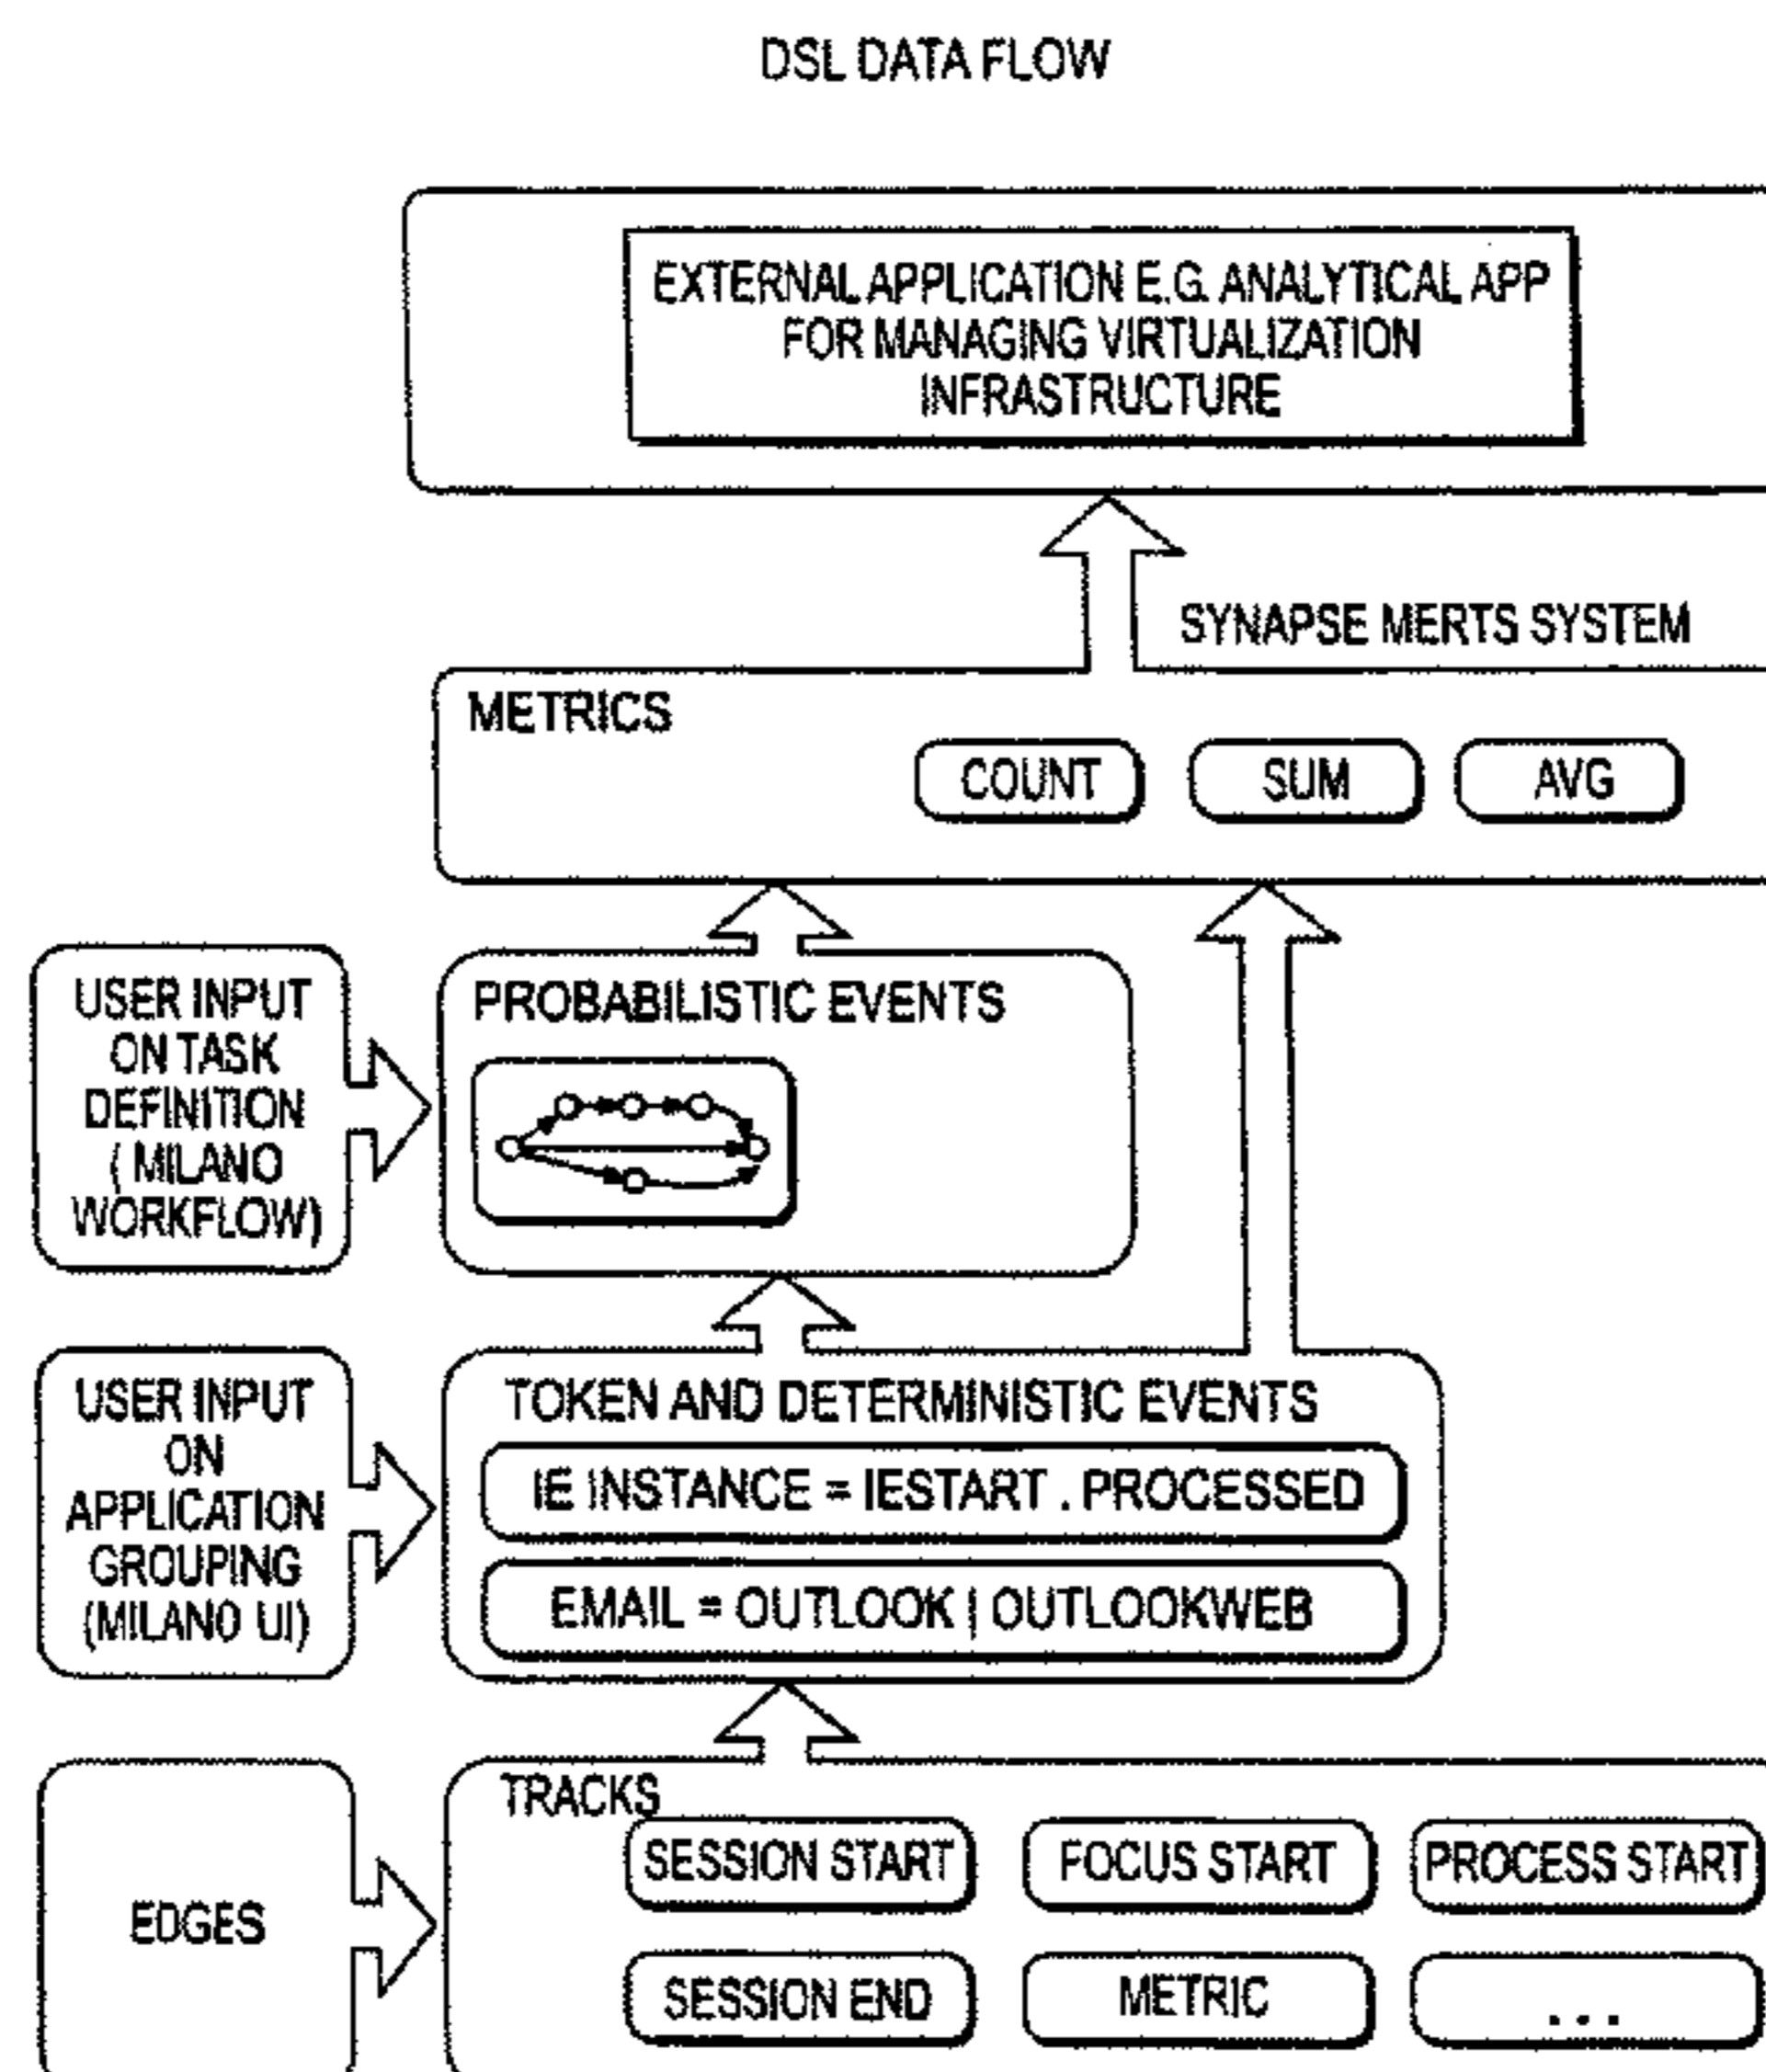 DSL DATA FLOW
EXTERNAL APPLICATION E.G. ANALYTICAL APP
FOR MANAGING VIRTUALIZATION
INFRASTRUCTURE
SYNAPSE MERTS SYSTEM
METRICS
COUNT
SUM
AVG
USER INPUT
ON TASK
DEFINITION
( MILANO
WORKFLOW)
PROBABILISTIC EVENTS
USER INPUT
ON
APPLICATION
GROUPING
(MILANO UI)
TOKEN AND DETERMINISTIC EVENTS
IE INSTANCE = IESTART . PROCESSED
EMAIL = OUTLOOK | OUTLOOKWEB
EDGES
TRACKS
SESSION START
FOCUS START
PROCESS START
SESSION END
METRIC
. . .